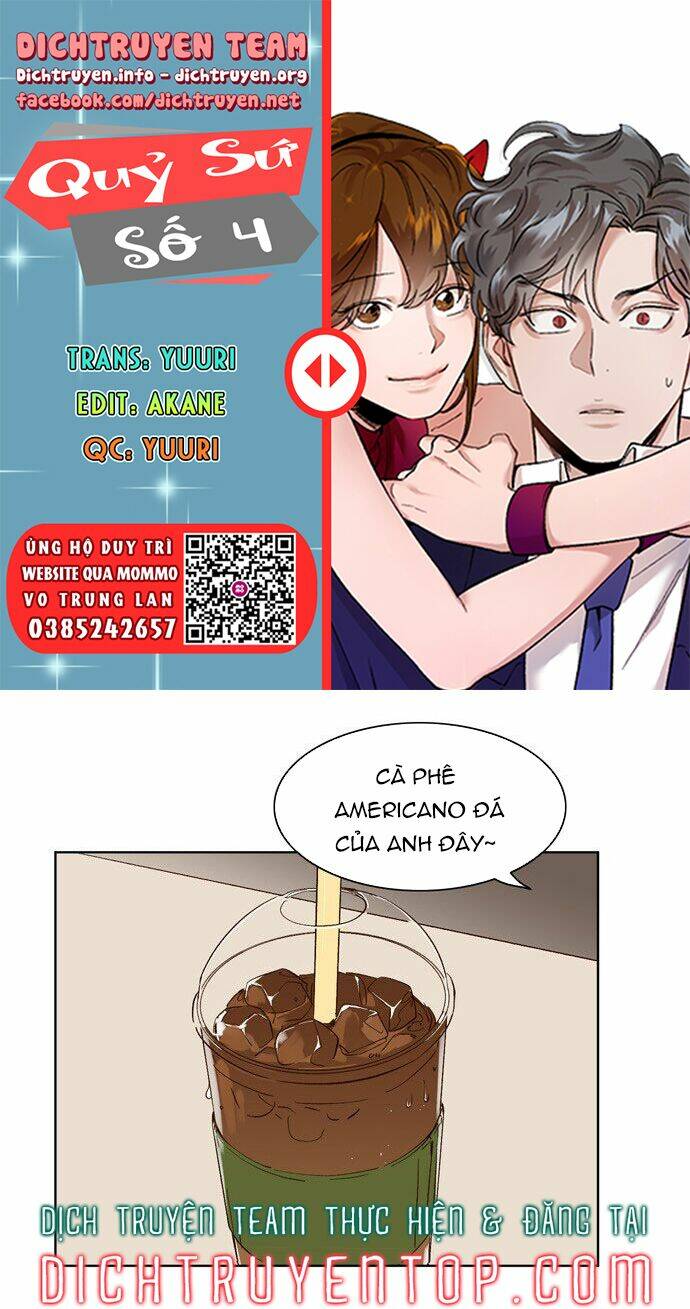 DICHTRUYEN TEAM
Dichtruyen.info - dichtruyen.org
facebook.com/dichtruyen.net
Quỷ Sứ
Số 4
TRANS: YUURI
EDIT: AKANE
QC: YUURI
ỦNG HỘ DUY TRÌ
WEBSITE QUA MOMMO
VO TRUNG LAN
0385242657
CÀ PHÊ
AMERICANO ĐÁ
CỦA ANH ĐÂY~
DỊCH TRUYỆN TEAM THỰC HIỆN & ĐĂNG TẠI
DICHTRUYENTOP.COM